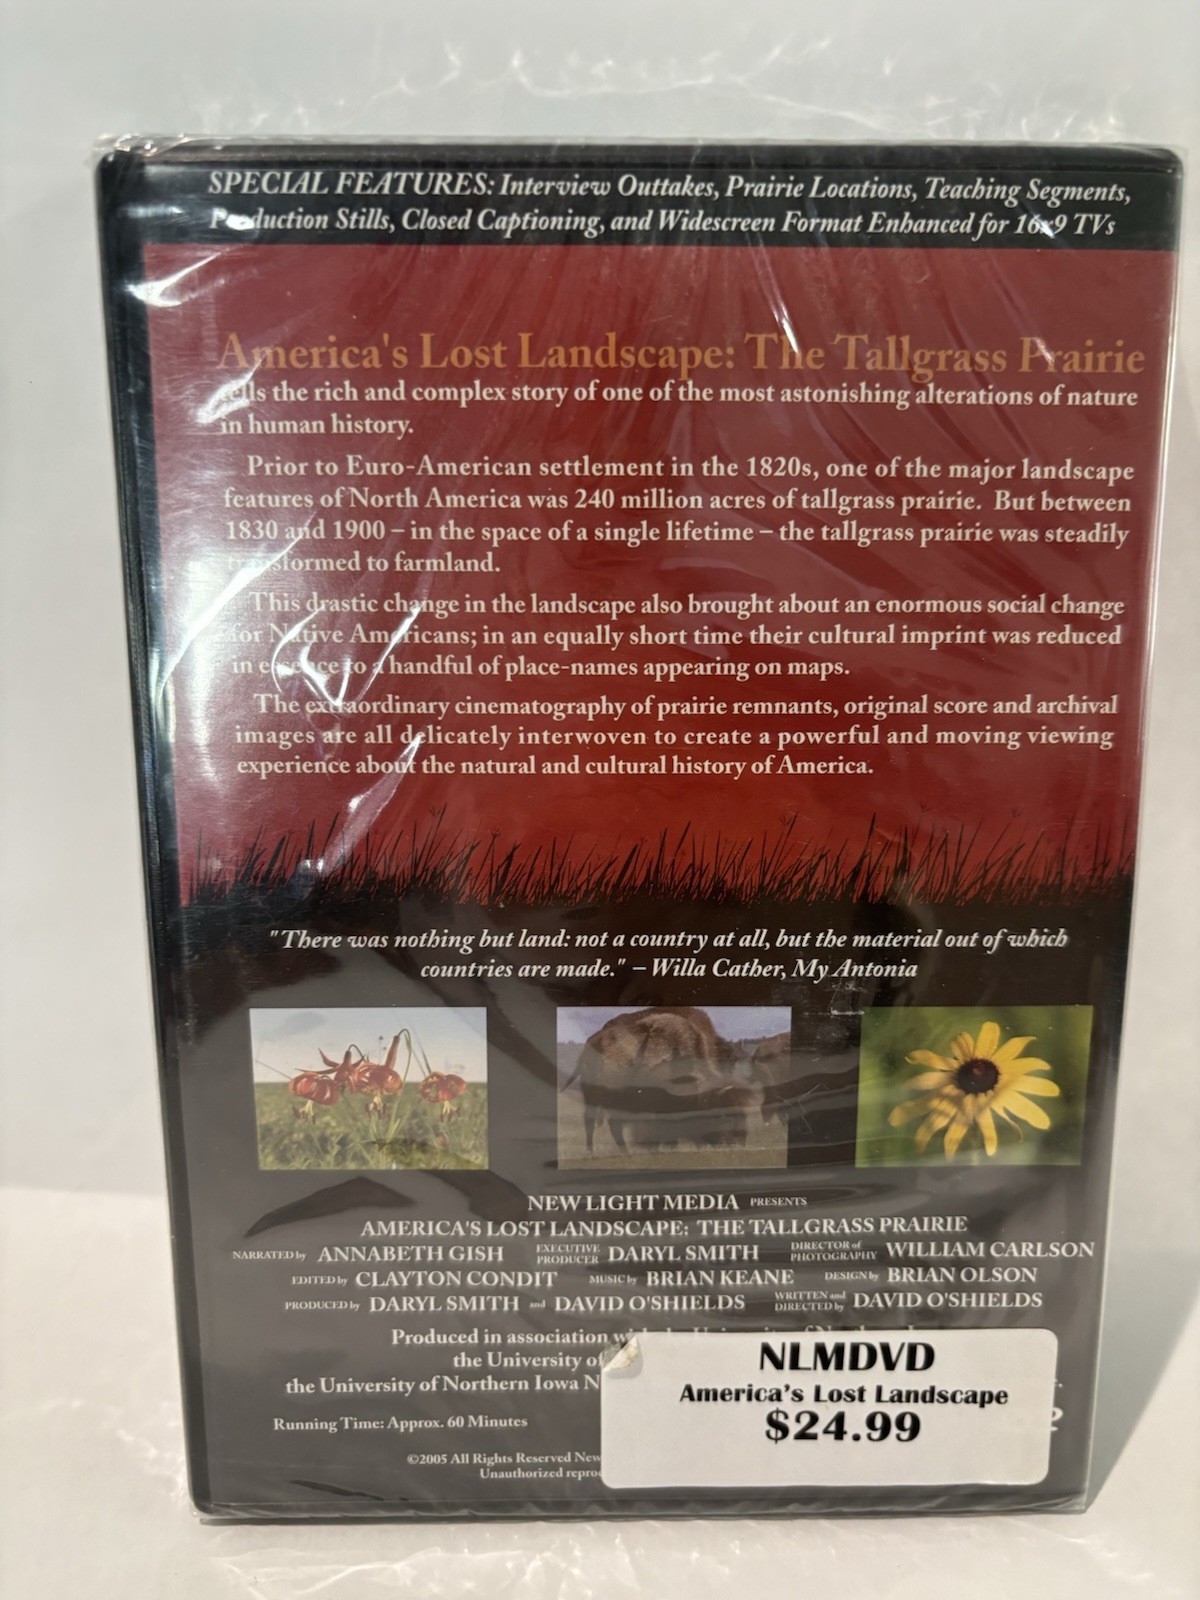 SPECIAL FEATURES: Interview Outtakes, Prairie Locations, Teaching Segments,
Production Stills, Closed Captioning, and Widescreen Format Enhanced for 16x9 TVs
America's Lost Landscape: The Tallgrass Prairie
tells the rich and complex story of one of the most astonishing alterations of nature
in human history.
Prior to Euro-American settlement in the 1820s, one of the major landscape
features of North America was 240 million acres of tallgrass prairie. But between
1830 and 1900 – in the space of a single lifetime – the tallgrass prairie was steadily
transformed to farmland.
This drastic change in the landscape also brought about an enormous social change
for Native Americans; in an equally short time their cultural imprint was reduced
in essence to a handful of place-names appearing on maps.
The extraordinary cinematography of prairie remnants, original score and archival
images are all delicately interwoven to create a powerful and moving viewing
experience about the natural and cultural history of America.
"There was nothing but land: not a country at all, but the material out of which
countries are made." – Willa Cather, My Antonia
NEW LIGHT MEDIA PRESENTS
AMERICA'S LOST LANDSCAPE: THE TALLGRASS PRAIRIE
NARRATED by ANNABETH GISH EXECUTIVE PRODUCER DARYL SMITH DIRECTOR of PHOTOGRAPHY WILLIAM CARLSON
EDITED by CLAYTON CONDIT MUSIC by BRIAN KEANE DESIGN by BRIAN OLSON
PRODUCED by DARYL SMITH and DAVID O'SHIELDS WRITTEN and DIRECTED by DAVID O'SHIELDS
Produced in association
the University of
the University of Northern Iowa N
Running Time: Approx. 60 Minutes
©2005 All Rights Reserved New
Unauthorized repro
NLMDVD
America's Lost Landscape
$24.99